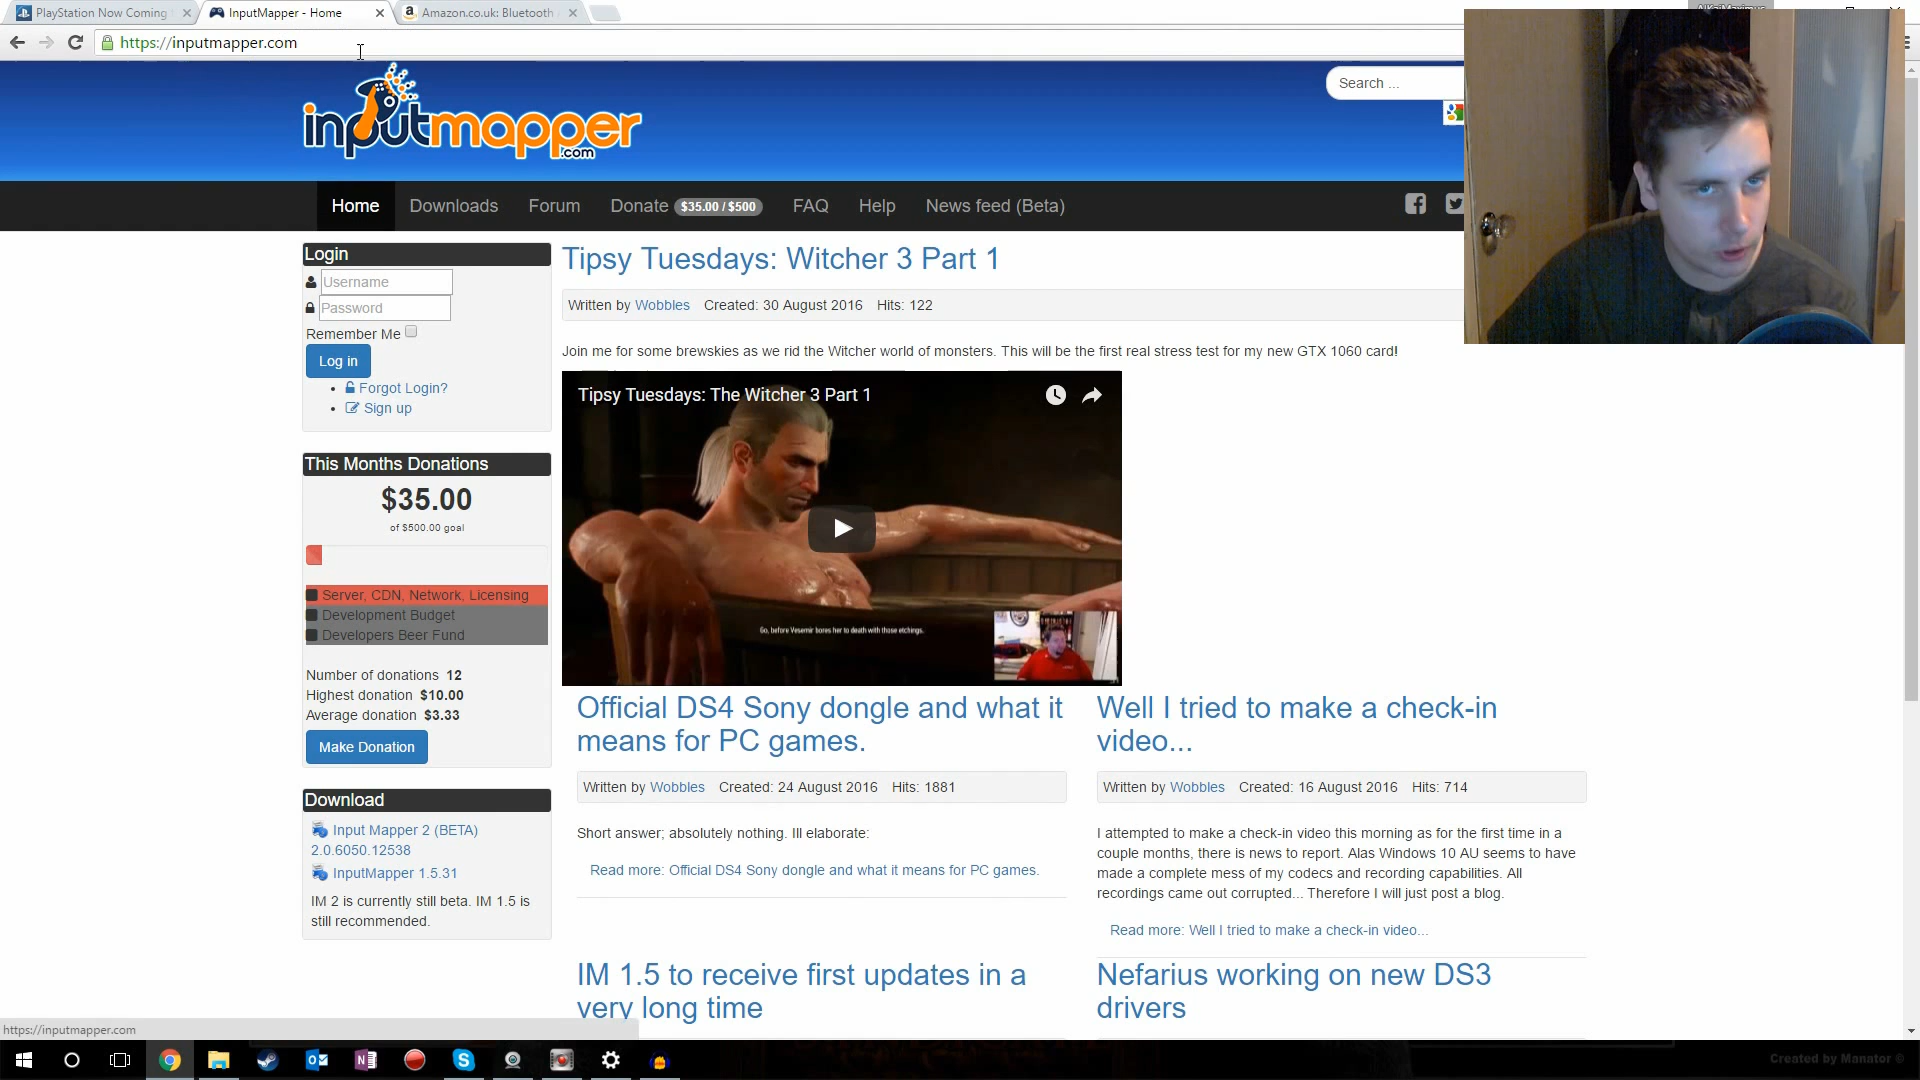 PlayStation Now Coming
InputMapper - Home
Amazon.co.uk: Bluetooth
https://inputmapper.com
inputmapper
.com
Search ...
Home
Downloads
Forum
Donate $35.00 / $500
FAQ
Help
News feed (Beta)
Login
Username
Password
Remember Me
Log in
Forgot Login?
Sign up
This Months Donations
$35.00
of $500.00 goal
Server, CDN, Network, Licensing
Development Budget
Developers Beer Fund
Number of donations 12
Highest donation $10.00
Average donation $3.33
Make Donation
Download
Input Mapper 2 (BETA)
2.0.6050.12538
InputMapper 1.5.31
IM 2 is currently still beta. IM 1.5 is
still recommended.
Tipsy Tuesdays: Witcher 3 Part 1
Written by Wobbles Created: 30 August 2016 Hits: 122
Join me for some brewskies as we rid the Witcher world of monsters. This will be the first real stress test for my new GTX 1060 card!
Tipsy Tuesdays: The Witcher 3 Part 1
Go, before Vesemir bores her to death with those etchings.
Official DS4 Sony dongle and what it
means for PC games.
Written by Wobbles Created: 24 August 2016 Hits: 1881
Short answer; absolutely nothing. Ill elaborate:
Read more: Official DS4 Sony dongle and what it means for PC games.
Well I tried to make a check-in
video...
Written by Wobbles Created: 16 August 2016 Hits: 714
I attempted to make a check-in video this morning as for the first time in a
couple months, there is news to report. Alas Windows 10 AU seems to have
made a complete mess of my codecs and recording capabilities. All
recordings came out corrupted... Therefore I will just post a blog.
Read more: Well I tried to make a check-in video...
IM 1.5 to receive first updates in a
very long time
Nefarius working on new DS3
drivers
https://inputmapper.com
Created by Manator ©